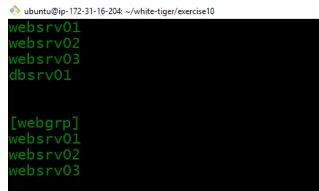 ubuntu@ip-172-31-16-204: ~/white-tiger/exercise10
websrv01
websrv02
websrv03
dbsrv01
[webgrp]
websrv01
websrv02
websrv03